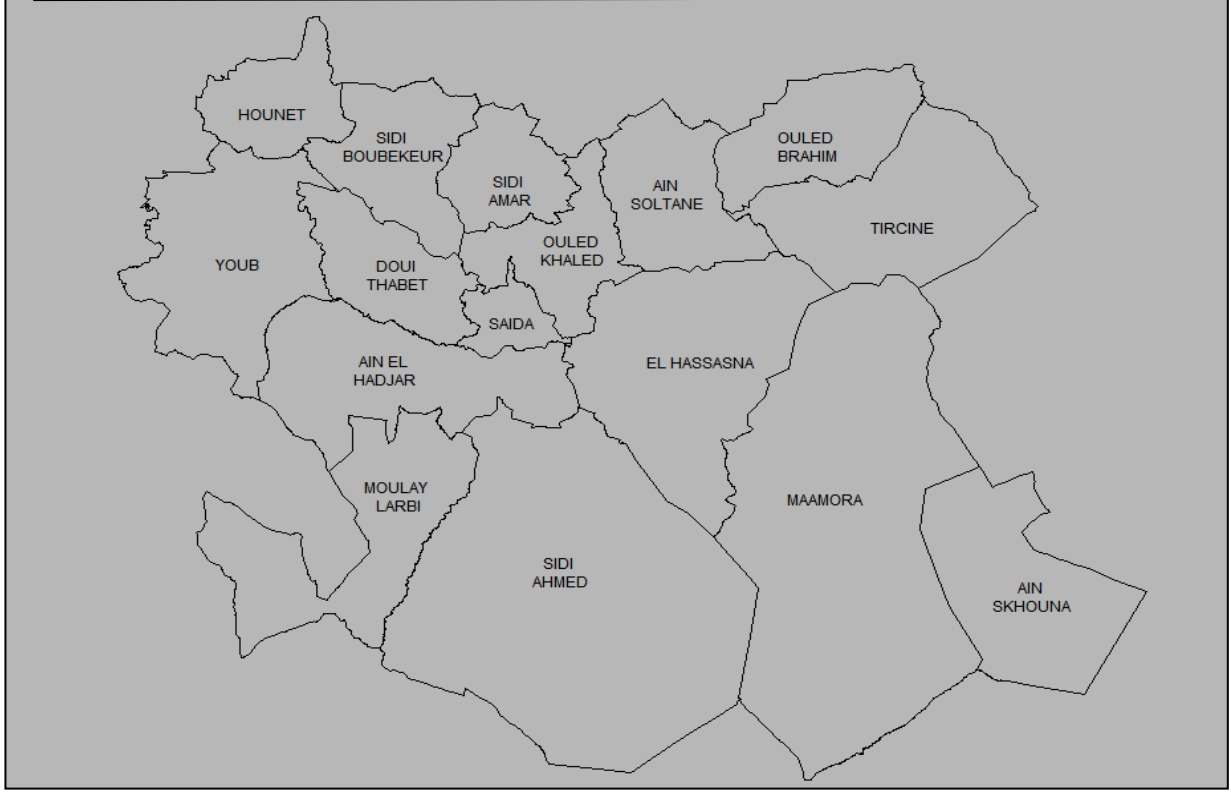 HOUNET
SIDI
BOUBEKEUR
OULED
BRAHIM
SIDI
AMAR
AIN
SOLTANE
TIRCINE
YOUB
DOUI
THABET
OULED
KHALED
SAIDA
AIN EL
HADJAR
EL HASSASNA
MOULAY
LARBI
MAAMORA
SIDI
AHMED
AIN
SKHOUNA